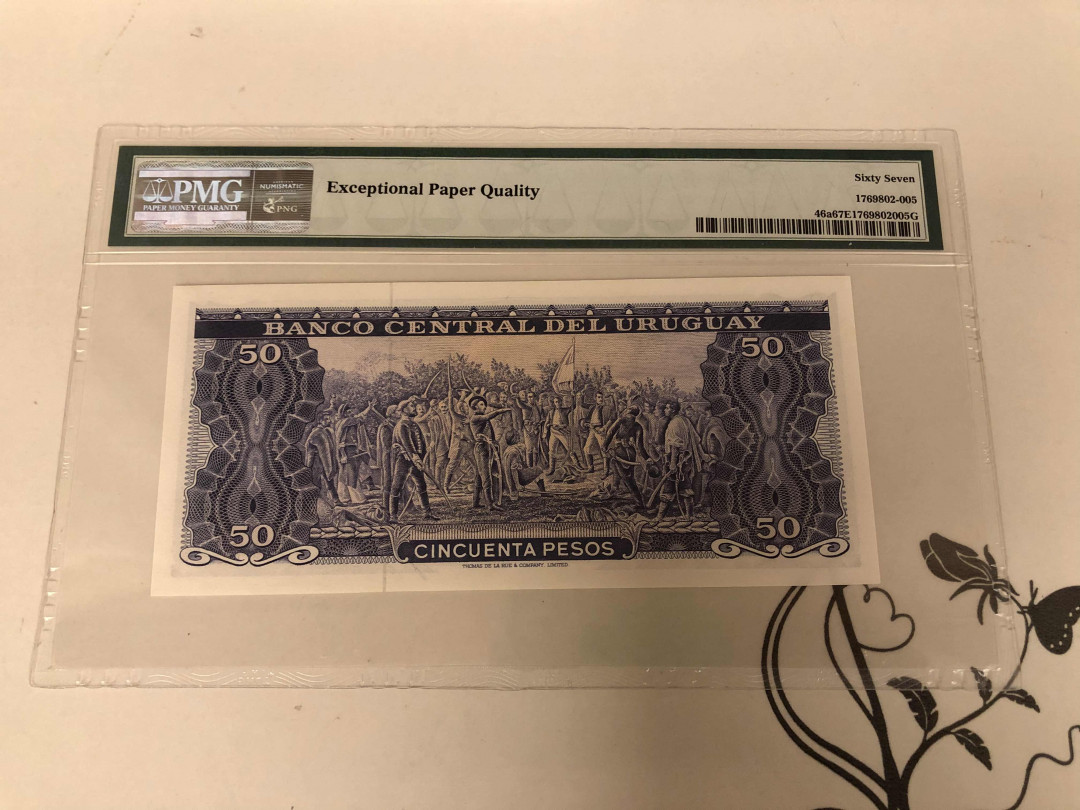 PMG
PAPER MONEY GUARANTY
NUMISMATIC
PNG
Exceptional Paper Quality
Sixty Seven
1769802-005
46a67E1769802005G
BANCO CENTRAL DEL URUGUAY
50
50
50
50
CINCUENTA PESOS
THOMAS DE LA RUE & COMPANY, LIMITED